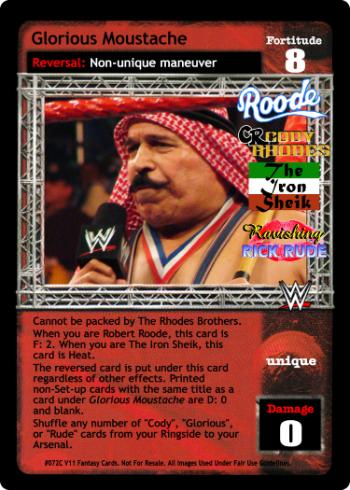 Glorious Moustache
Fortitude
8
Reversal: Non-unique maneuver
Roode
CR CODY
RHODES
The
Iron
Sheik
Ravishing
RICK RUDE
W
W
Cannot be packed by The Rhodes Brothers.
When you are Robert Roode, this card is
F: 2. When you are The Iron Sheik, this
card is Heat.
The reversed card is put under this card
regardless of other effects. Printed
non-Set-up cards with the same title as a
card under Glorious Moustache are D: 0
and blank.
Shuffle any number of "Cody", "Glorious",
or "Rude" cards from your Ringside to your
Arsenal.
unique
Damage
0
#072C V11 Fantasy Cards. Not For Resale. All Images Used Under Fair Use Guidelines.